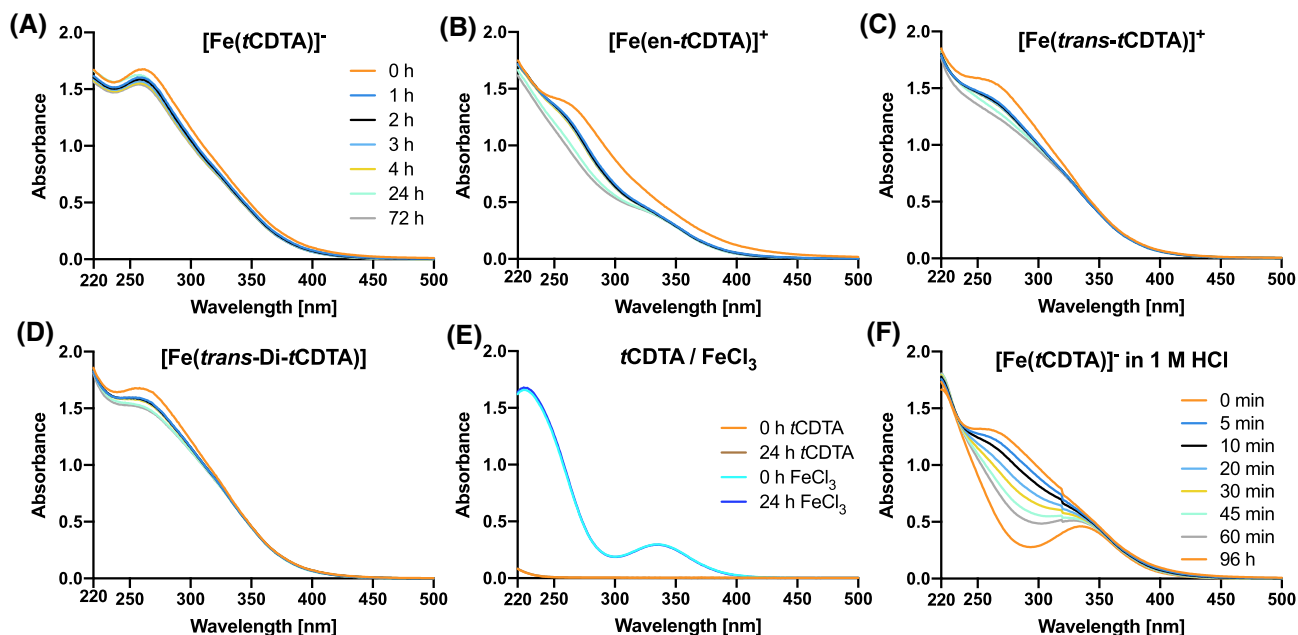 (A)
[Fe(tCDTA)]-
2.0
1.5
1.0
0.5
0.0
Absorbance
220 250 300 350 400 450 500
Wavelength [nm]
0 h
1 h
2 h
3 h
4 h
24 h
72 h
(B)
[Fe(en-tCDTA)]+
2.0
1.5
1.0
0.5
0.0
Absorbance
220 250 300 350 400 450 500
Wavelength [nm]
(C)
[Fe(trans-tCDTA)]+
2.0
1.5
1.0
0.5
0.0
Absorbance
220 250 300 350 400 450 500
Wavelength [nm]
(D)
[Fe(trans-Di-tCDTA)]
2.0
1.5
1.0
0.5
0.0
Absorbance
220 250 300 350 400 450 500
Wavelength [nm]
(E)
tCDTA / FeCl3
2.0
1.5
1.0
0.5
0.0
Absorbance
220 250 300 350 400 450 500
Wavelength [nm]
0 h tCDTA
24 h tCDTA
0 h FeCl3
24 h FeCl3
(F)
[Fe(tCDTA)]- in 1 M HCl
2.0
1.5
1.0
0.5
0.0
Absorbance
220 250 300 350 400 450 500
Wavelength [nm]
0 min
5 min
10 min
20 min
30 min
45 min
60 min
96 h